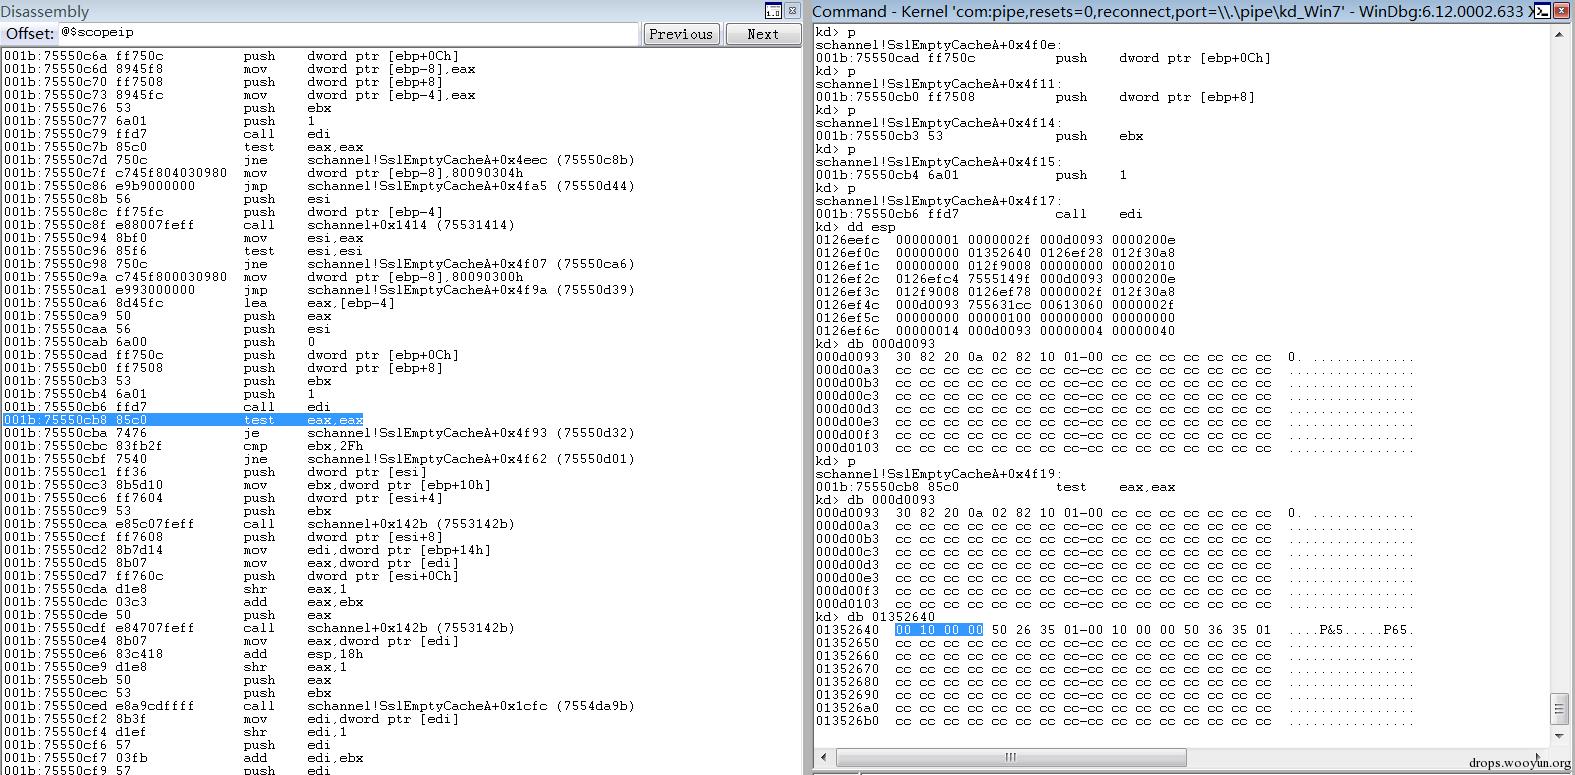 Disassembly
Offset: @$scopeip
Previous
Next
001b:75550c6a ff750c push dword ptr [ebp+0Ch]
001b:75550c6d 8945f8 mov dword ptr [ebp-8],eax
001b:75550c70 ff7508 push dword ptr [ebp+8]
001b:75550c73 8945fc mov dword ptr [ebp-4],eax
001b:75550c76 53 push ebx
001b:75550c77 6a01 push 1
001b:75550c79 ffd7 call edi
001b:75550c7b 85c0 test eax,eax
001b:75550c7d 750c jne schannel!SslEmptyCacheA+0x4eec (75550c8b)
001b:75550c7f c745f804030980 mov dword ptr [ebp-8],80090304h
001b:75550c86 e9b9000000 jmp schannel!SslEmptyCacheA+0x4fa5 (75550d44)
001b:75550c8b 56 push esi
001b:75550c8c ff75fc push dword ptr [ebp-4]
001b:75550c8f e88007feff call schannel+0x1414 (75531414)
001b:75550c94 8bf0 mov esi,eax
001b:75550c96 85f6 test esi,esi
001b:75550c98 750c jne schannel!SslEmptyCacheA+0x4f07 (75550ca6)
001b:75550c9a c745f800030980 mov dword ptr [ebp-8],80090300h
001b:75550ca1 e993000000 jmp schannel!SslEmptyCacheA+0x4f9a (75550d39)
001b:75550ca6 8d45fc lea eax,[ebp-4]
001b:75550ca9 50 push eax
001b:75550caa 56 push esi
001b:75550cab 6a00 push 0
001b:75550cad ff750c push dword ptr [ebp+0Ch]
001b:75550cb0 ff7508 push dword ptr [ebp+8]
001b:75550cb3 53 push ebx
001b:75550cb4 6a01 push 1
001b:75550cb6 ffd7 call edi
001b:75550cb8 85c0 test eax,eax
001b:75550cba 7476 je schannel!SslEmptyCacheA+0x4f93 (75550d32)
001b:75550cbc 83fb2f cmp ebx,2Fh
001b:75550cbf 7540 jne schannel!SslEmptyCacheA+0x4f62 (75550d01)
001b:75550cc1 ff36 push dword ptr [esi]
001b:75550cc3 8b5d10 mov ebx,dword ptr [ebp+10h]
001b:75550cc6 ff7604 push dword ptr [esi+4]
001b:75550cc9 53 push ebx
001b:75550cca e85c07feff call schannel+0x142b (7553142b)
001b:75550ccf ff7608 push dword ptr [esi+8]
001b:75550cd2 8b7d14 mov edi,dword ptr [ebp+14h]
001b:75550cd5 8b07 mov eax,dword ptr [edi]
001b:75550cd7 ff760c push dword ptr [esi+0Ch]
001b:75550cda d1e8 shr eax,1
001b:75550cdc 03c3 add eax,ebx
001b:75550cde 50 push eax
001b:75550cdf e84707feff call schannel+0x142b (7553142b)
001b:75550ce4 8b07 mov eax,dword ptr [edi]
001b:75550ce6 83c418 add esp,18h
001b:75550ce9 d1e8 shr eax,1
001b:75550ceb 50 push eax
001b:75550cec 53 push ebx
001b:75550ced e8a9cdffff call schannel!SslEmptyCacheA+0x1cfc (7554da9b)
001b:75550cf2 8b3f mov edi,dword ptr [edi]
001b:75550cf4 d1ef shr edi,1
001b:75550cf6 57 push edi
001b:75550cf7 03fb add edi,ebx
001b:75550cf9 57 push edi
Command - Kernel 'com:pipe,resets=0,reconnect,port=\\.\pipe\kd_Win7' - WinDbg:6.12.0002.633 X
kd> p
schannel!SslEmptyCacheA+0x4f0e:
001b:75550cad ff750c push dword ptr [ebp+0Ch]
kd> p
schannel!SslEmptyCacheA+0x4f11:
001b:75550cb0 ff7508 push dword ptr [ebp+8]
kd> p
schannel!SslEmptyCacheA+0x4f14:
001b:75550cb3 53 push ebx
kd> p
schannel!SslEmptyCacheA+0x4f15:
001b:75550cb4 6a01 push 1
kd> p
schannel!SslEmptyCacheA+0x4f17:
001b:75550cb6 ffd7 call edi
kd> dd esp
0126eefc 00000001 0000002f 000d0093 0000200e
0126ef0c 00000000 01352640 0126ef28 012f30a8
0126ef1c 00000000 012f9008 00000000 00002010
0126ef2c 0126efc4 7555149f 000d0093 0000200e
0126ef3c 012f9008 0126ef78 0000002f 012f30a8
0126ef4c 000d0093 755631cc 00613060 0000002f
0126ef5c 00000000 00000100 00000000 00000000
0126ef6c 00000014 000d0093 00000004 00000040
kd> db 000d0093
000d0093 30 82 20 0a 02 82 10 01-00 cc cc cc cc cc cc cc 0. .............
000d00a3 cc cc cc cc cc cc cc cc-cc cc cc cc cc cc cc cc ................
000d00b3 cc cc cc cc cc cc cc cc-cc cc cc cc cc cc cc cc ................
000d00c3 cc cc cc cc cc cc cc cc-cc cc cc cc cc cc cc cc ................
000d00d3 cc cc cc cc cc cc cc cc-cc cc cc cc cc cc cc cc ................
000d00e3 cc cc cc cc cc cc cc cc-cc cc cc cc cc cc cc cc ................
000d00f3 cc cc cc cc cc cc cc cc-cc cc cc cc cc cc cc cc ................
000d0103 cc cc cc cc cc cc cc cc-cc cc cc cc cc cc cc cc ................
kd> p
schannel!SslEmptyCacheA+0x4f19:
001b:75550cb8 85c0 test eax,eax
kd> db 000d0093
000d0093 30 82 20 0a 02 82 10 01-00 cc cc cc cc cc cc cc 0. .............
000d00a3 cc cc cc cc cc cc cc cc-cc cc cc cc cc cc cc cc ................
000d00b3 cc cc cc cc cc cc cc cc-cc cc cc cc cc cc cc cc ................
000d00c3 cc cc cc cc cc cc cc cc-cc cc cc cc cc cc cc cc ................
000d00d3 cc cc cc cc cc cc cc cc-cc cc cc cc cc cc cc cc ................
000d00e3 cc cc cc cc cc cc cc cc-cc cc cc cc cc cc cc cc ................
000d00f3 cc cc cc cc cc cc cc cc-cc cc cc cc cc cc cc cc ................
000d0103 cc cc cc cc cc cc cc cc-cc cc cc cc cc cc cc cc ................
kd> db 01352640
01352640 00 10 00 00 50 26 35 01-00 10 00 00 50 36 35 01 ....P&5.....P65.
01352650 cc cc cc cc cc cc cc cc-cc cc cc cc cc cc cc cc ................
01352660 cc cc cc cc cc cc cc cc-cc cc cc cc cc cc cc cc ................
01352670 cc cc cc cc cc cc cc cc-cc cc cc cc cc cc cc cc ................
01352680 cc cc cc cc cc cc cc cc-cc cc cc cc cc cc cc cc ................
01352690 cc cc cc cc cc cc cc cc-cc cc cc cc cc cc cc cc ................
013526a0 cc cc cc cc cc cc cc cc-cc cc cc cc cc cc cc cc ................
013526b0 cc cc cc cc cc cc cc cc-cc cc cc cc cc cc cc cc ................
drops.wooyun.org